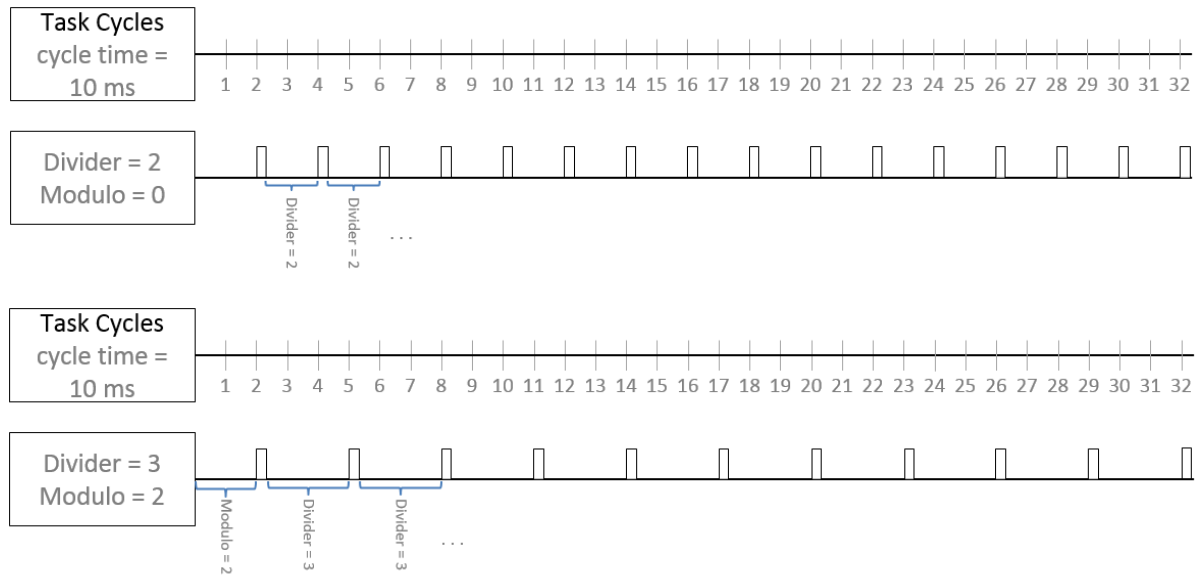 Task Cycles
cycle time =
10 ms
1 2 3 4 5 6 7 8 9 10 11 12 13 14 15 16 17 18 19 20 21 22 23 24 25 26 27 28 29 30 31 32
Divider = 2
Modulo = 0
Divider = 2
Divider = 2
. . .
Task Cycles
cycle time =
10 ms
1 2 3 4 5 6 7 8 9 10 11 12 13 14 15 16 17 18 19 20 21 22 23 24 25 26 27 28 29 30 31 32
Divider = 3
Modulo = 2
Modulo = 2
Divider = 3
Divider = 3
. . .